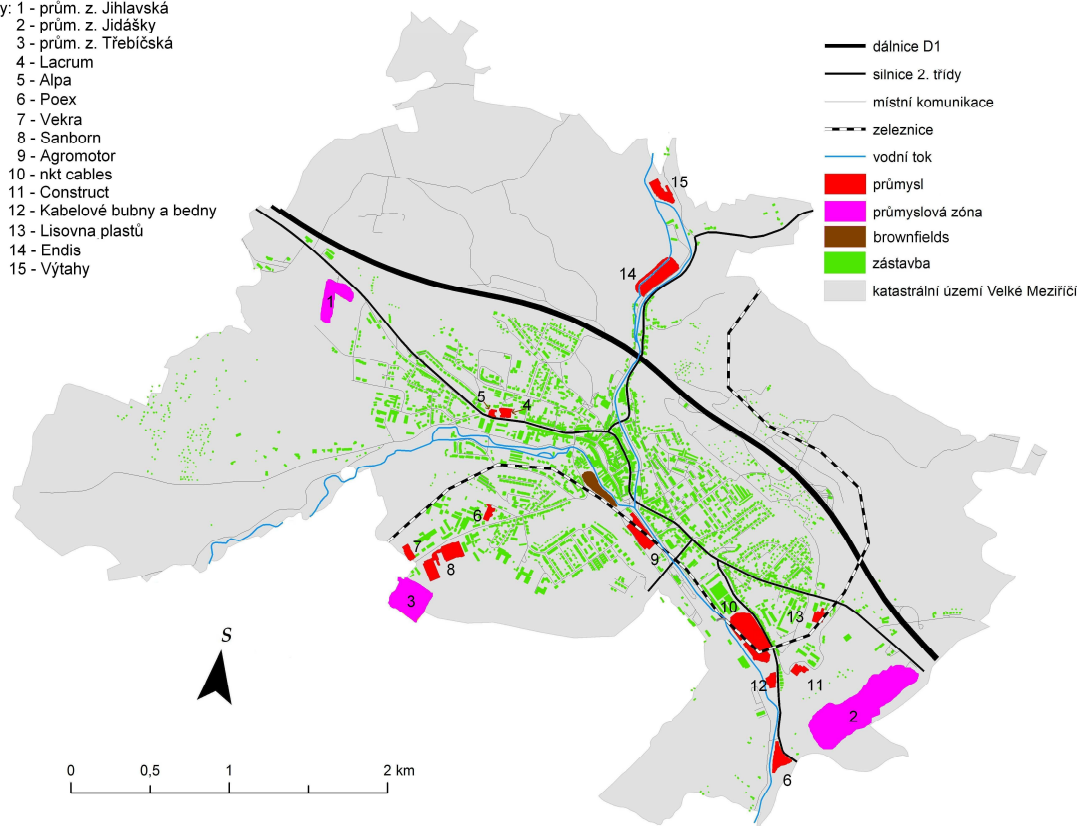 y: 1 - prům. z. Jihlavská
2 - prům. z. Jidášky
3 - prům. z. Třebíčská
4 - Lacrum
5 - Alpa
6 - Poex
7 - Vekra
8 - Sanborn
9 - Agromotor
10 - nkt cables
11 - Construct
12 - Kabelové bubny a bedny
13 - Lisovna plastů
14 - Endis
15 - Výtahy
dálnice D1
silnice 2. třídy
místní komunikace
zeleznice
vodní tok
průmysl
průmyslová zóna
brownfields
zástavba
katastrální území Velké Meziříčí
15
14
1
5
4
6
7
8
9
3
10
13
12
11
2
6
S
0
0,5
1
2 km